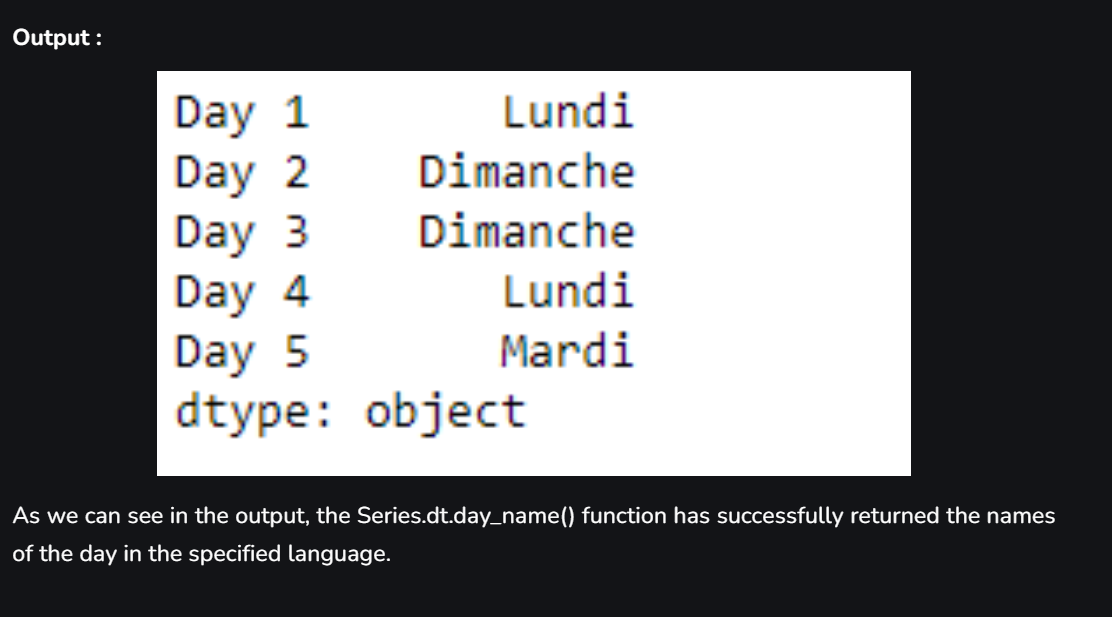 Output :
Day 1 Lundi
Day 2 Dimanche
Day 3 Dimanche
Day 4 Lundi
Day 5 Mardi
dtype: object
As we can see in the output, the Series.dt.day_name() function has successfully returned the names
of the day in the specified language.